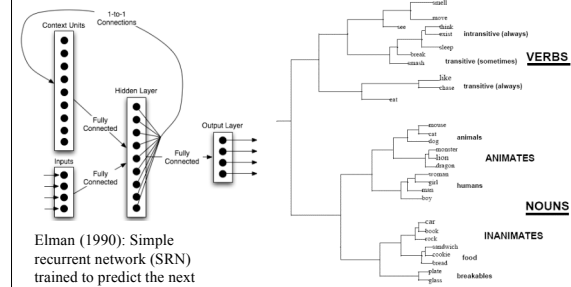 1-to-1
Connections
Context Units
Fully
Connected
Hidden Layer
Inputs
Fully
Connected
Fully
Connected
Output Layer
Elman (1990): Simple
recurrent network (SRN)
trained to predict the next
smell
move
see
think
exist
intransitive (always)
sleep
break
smash
transitive (sometimes)
VERBS
like
chase
transitive (always)
eat
mouse
cat
dog
animals
monster
lion
dragon
ANIMATES
woman
girl
man
boy
humans
NOUNS
car
book
rock
INANIMATES
sandwich
cookie
bread
food
plate
glass
breakables